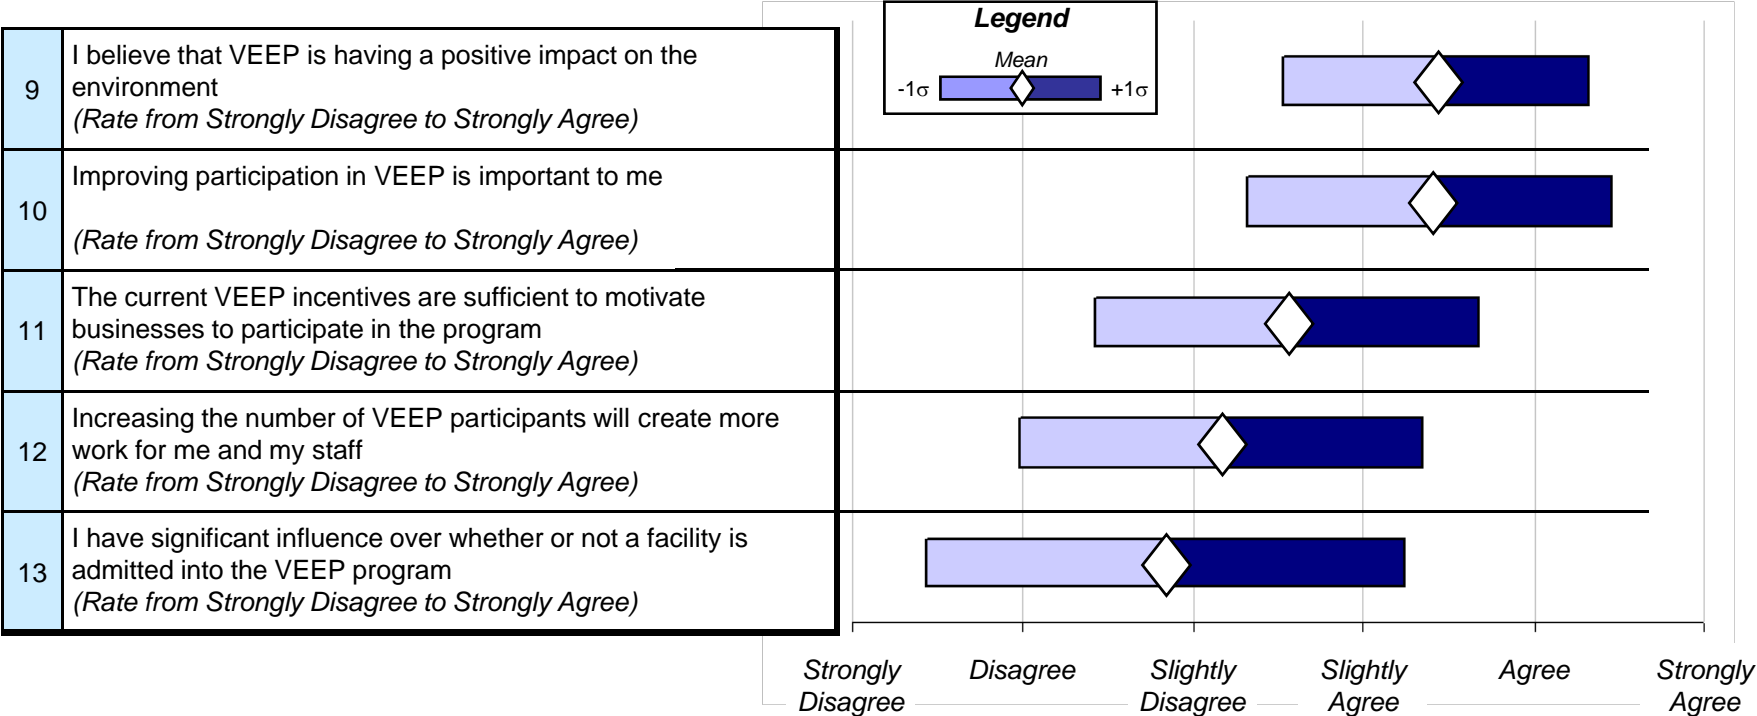 Legend
Mean
-1σ
+1σ
9
I believe that VEEP is having a positive impact on the
environment
(Rate from Strongly Disagree to Strongly Agree)
10
Improving participation in VEEP is important to me
(Rate from Strongly Disagree to Strongly Agree)
11
The current VEEP incentives are sufficient to motivate
businesses to participate in the program
(Rate from Strongly Disagree to Strongly Agree)
12
Increasing the number of VEEP participants will create more
work for me and my staff
(Rate from Strongly Disagree to Strongly Agree)
13
I have significant influence over whether or not a facility is
admitted into the VEEP program
(Rate from Strongly Disagree to Strongly Agree)
Strongly
Disagree
Disagree
Slightly
Disagree
Slightly
Agree
Agree
Strongly
Agree